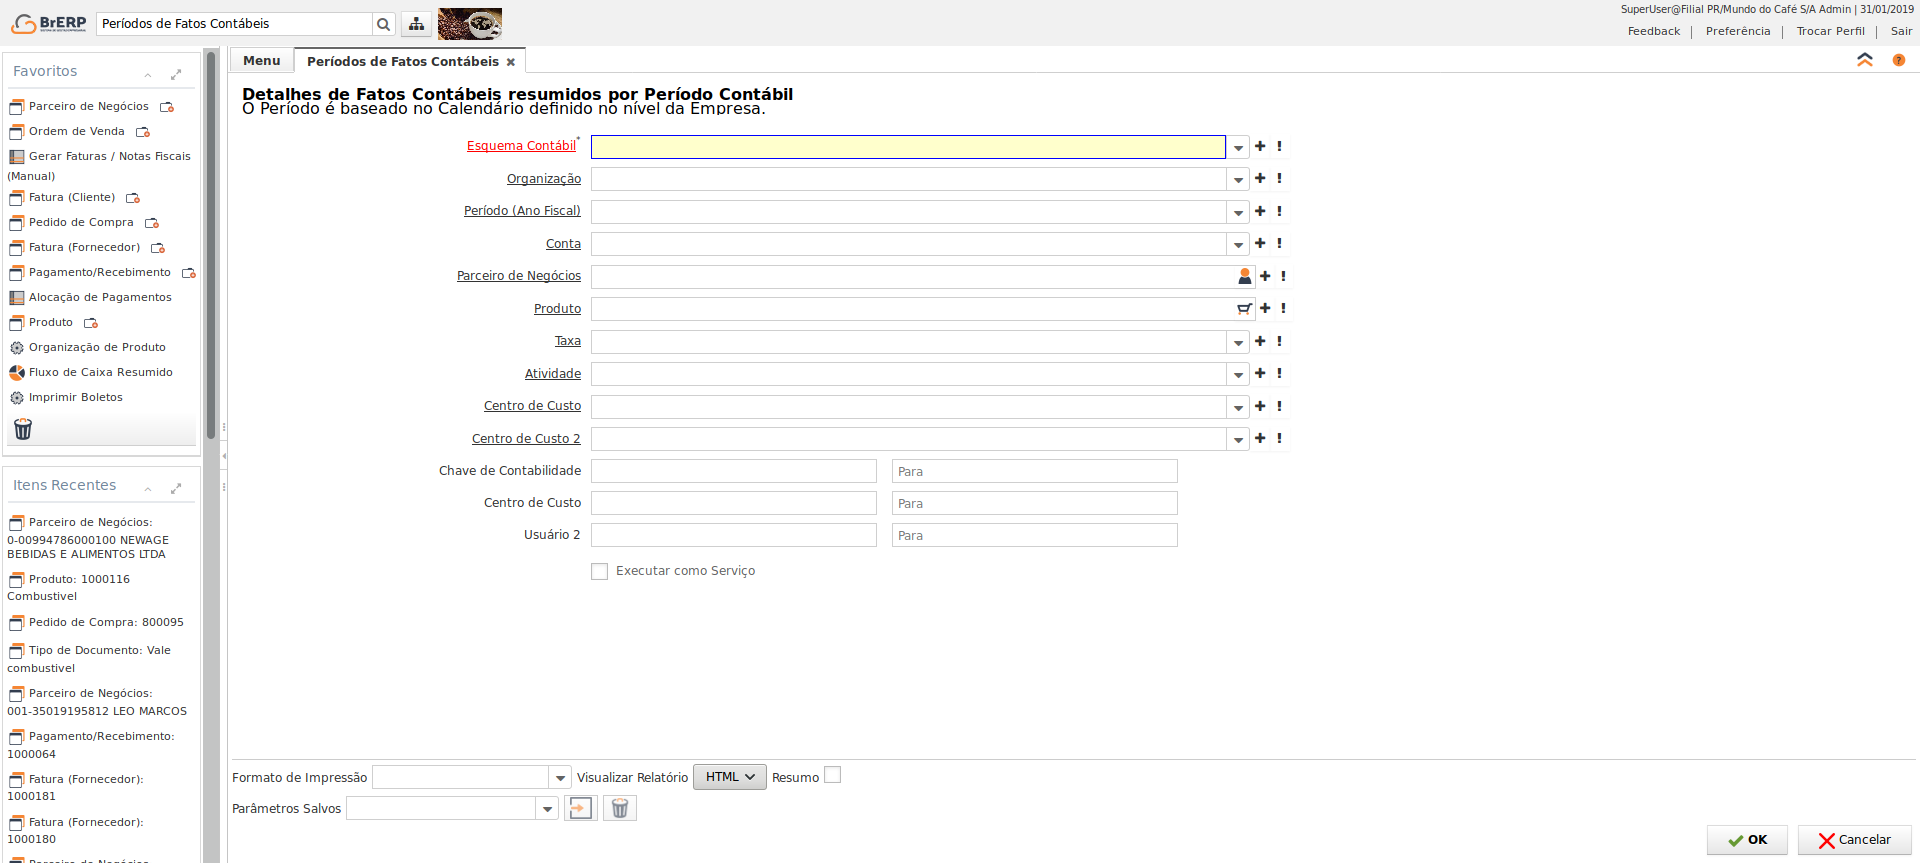 BrERP
Períodos de Fatos Contábeis
SuperUser@Filial PR/Mundo do Café S/A Admin | 31/01/2019
Feedback | Preferência | Trocar Perfil | Sair
Favoritos
Parceiro de Negócios
Ordem de Venda
Gerar Faturas / Notas Fiscais
(Manual)
Fatura (Cliente)
Pedido de Compra
Fatura (Fornecedor)
Pagamento/Recebimento
Alocação de Pagamentos
Produto
Organização de Produto
Fluxo de Caixa Resumido
Imprimir Boletos
Itens Recentes
Parceiro de Negócios:
0-00994786000100 NEWAGE
BEBIDAS E ALIMENTOS LTDA
Produto: 1000116
Combustivel
Pedido de Compra: 800095
Tipo de Documento: Vale
combustivel
Parceiro de Negócios:
001-35019195812 LEO MARCOS
Pagamento/Recebimento:
1000064
Fatura (Fornecedor):
1000181
Fatura (Fornecedor):
1000180
Parceiro de Negócios
Menu
Períodos de Fatos Contábeis
Detalhes de Fatos Contábeis resumidos por Período Contábil
O Período é baseado no Calendário definido no nível da Empresa.
Esquema Contábil*
Organização
Período (Ano Fiscal)
Conta
Parceiro de Negócios
Produto
Taxa
Atividade
Centro de Custo
Centro de Custo 2
Chave de Contabilidade Para
Centro de Custo Para
Usuário 2 Para
Executar como Serviço
Formato de Impressão Visualizar Relatório HTML Resumo
Parâmetros Salvos
OK Cancelar